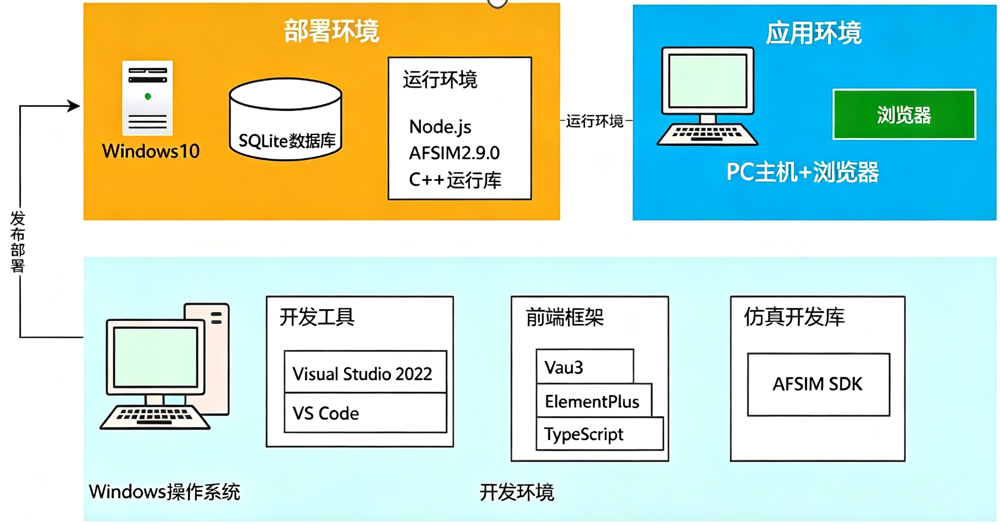 部署环境
Windows10
SQLite数据库
运行环境
Node.js
AFSIM2.9.0
C++运行库
运行环境
应用环境
浏览器
PC主机+浏览器
发布部署
开发工具
Visual Studio 2022
VS Code
前端框架
Vau3
ElementPlus
TypeScript
仿真开发库
AFSIM SDK
Windows操作系统
开发环境